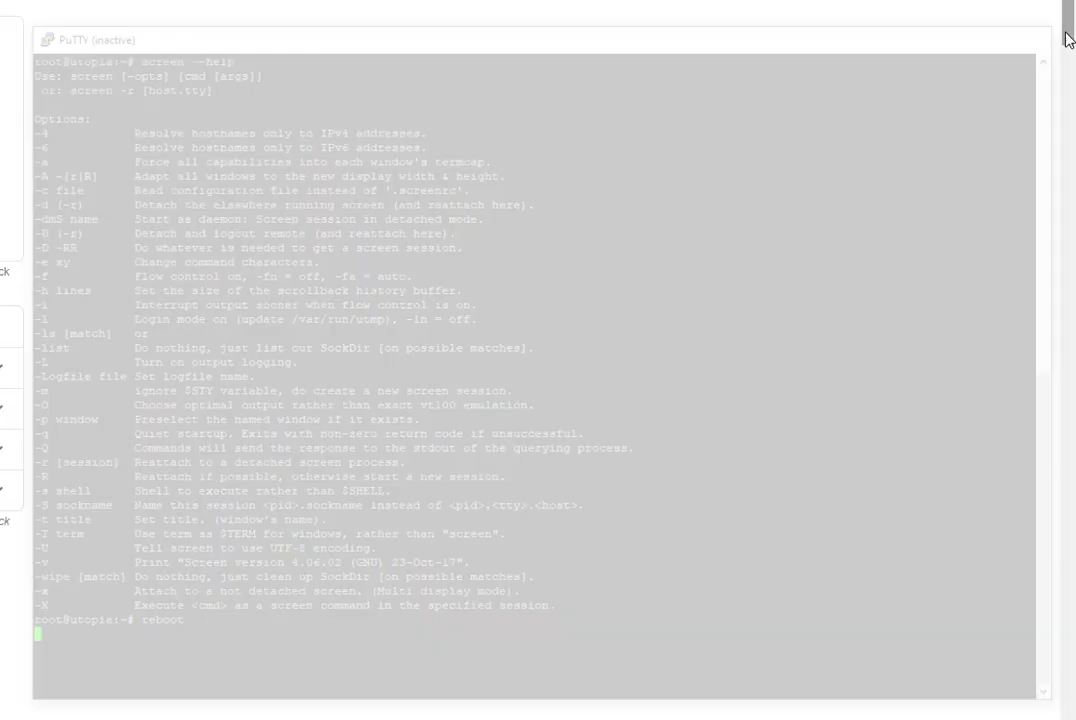 PuTTY (inactive)
root@utopia:~# screen --help
Use: screen [-opts] [cmd [args]]
 or: screen -r [host.tty]
Options:
-4 Resolve hostnames only to IPv4 addresses.
-6 Resolve hostnames only to IPv6 addresses.
-a Force all capabilities into each window's termcap.
-A -[r|R] Adapt all windows to the new display width & height.
-c file Read configuration file instead of '.screenrc'.
-d (-r) Detach the elsewhere running screen (and reattach here).
-dmS name Start as daemon: Screen session in detached mode.
-D (-r) Detach and logout remote (and reattach here).
-D -RR Do whatever is needed to get a screen session.
-e xy Change command characters.
-f Flow control on, -fn = off, -fa = auto.
-h lines Set the size of the scrollback history buffer.
-i Interrupt output sooner when flow control is on.
-l Login mode on (update /var/run/utmp), -ln = off.
-ls [match] or
-list Do nothing, just list our SockDir [on possible matches].
-L Turn on output logging.
-Logfile file Set logfile name.
-m ignore $STY variable, do create a new screen session.
-O Choose optimal output rather than exact vt100 emulation.
-p window Preselect the named window if it exists.
-q Quiet startup. Exits with non-zero return code if unsuccessful.
-Q Commands will send the response to the stdout of the querying process.
-r [session] Reattach to a detached screen process.
-R Reattach if possible, otherwise start a new session.
-s shell Shell to execute rather than $SHELL.
-S sockname Name this session <pid>.sockname instead of <pid>.<tty>.<host>.
-t title Set title. (window's name).
-T term Use term as $TERM for windows, rather than "screen".
-U Tell screen to use UTF-8 encoding.
-v Print "Screen version 4.06.02 (GNU) 23-Oct-17".
-wipe [match] Do nothing, just clean up SockDir [on possible matches].
-x Attach to a not detached screen. (Multi display mode).
-X Execute <cmd> as a screen command in the specified session.
root@utopia:~# reboot
ck
ck